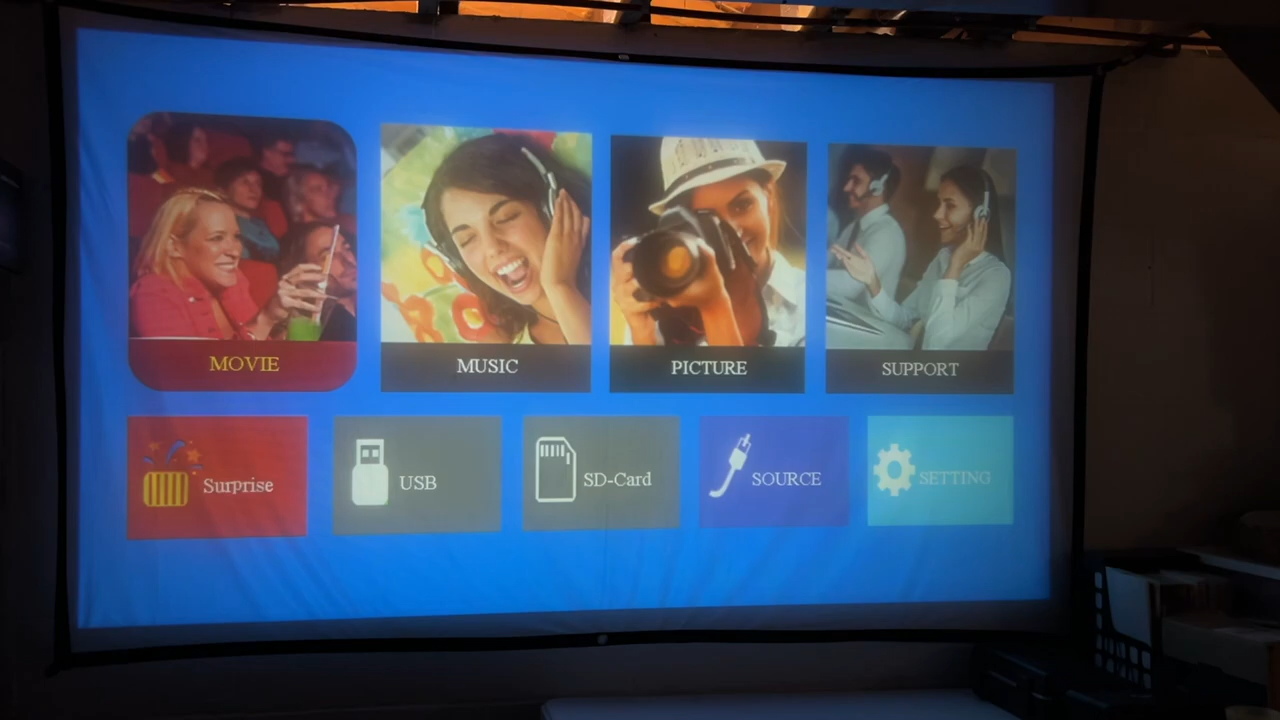 MOVIE
MUSIC
PICTURE
SUPPORT
Surprise
USB
SD-Card
SOURCE
SETTING